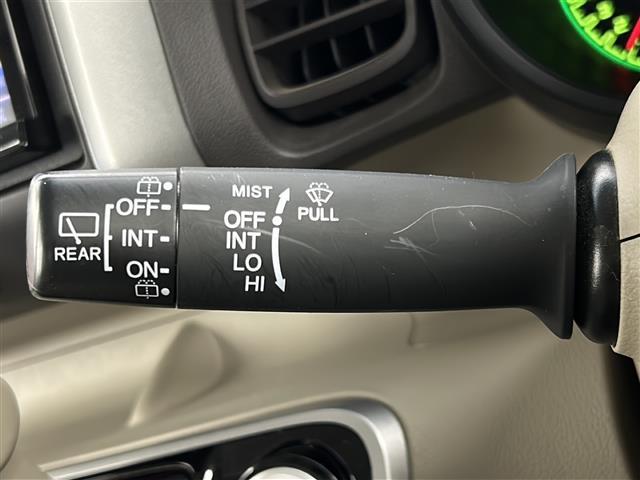 OFF
INT
ON
REAR
MIST
OFF
INT
LO
HI
PULL